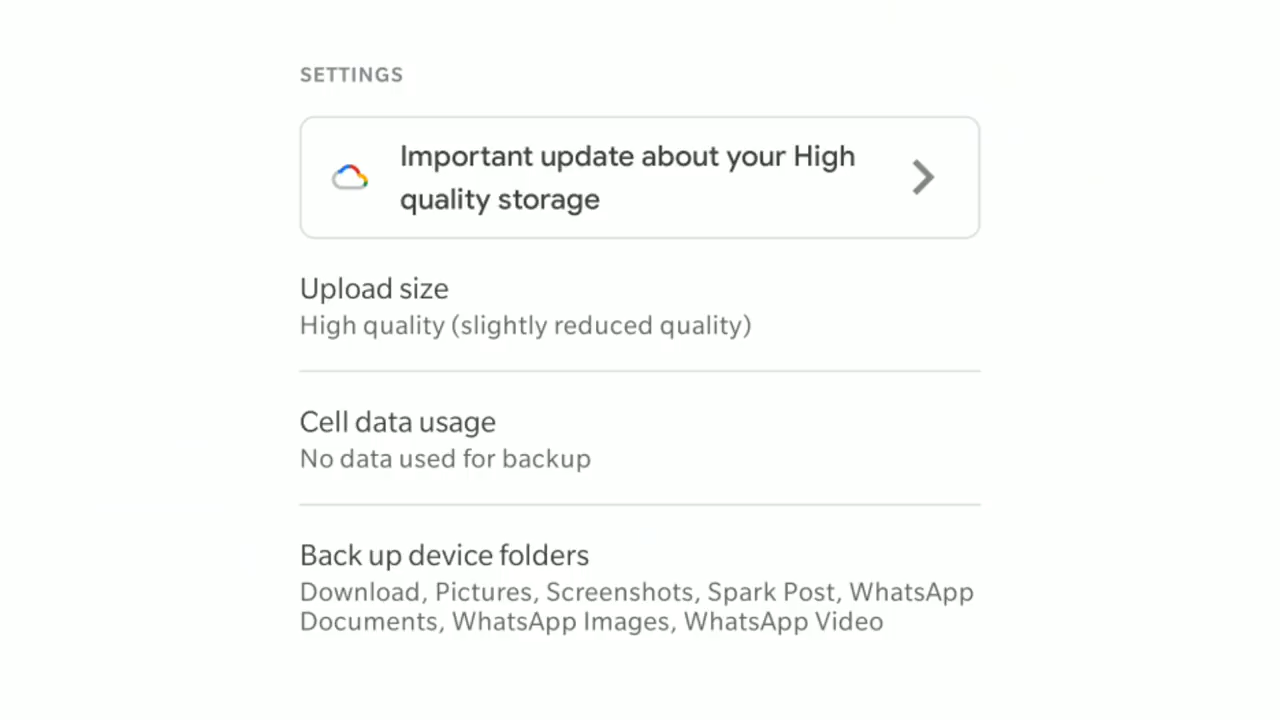 SETTINGS
Important update about your High
quality storage
Upload size
High quality (slightly reduced quality)
Cell data usage
No data used for backup
Back up device folders
Download, Pictures, Screenshots, Spark Post, WhatsApp
Documents, WhatsApp Images, WhatsApp Video